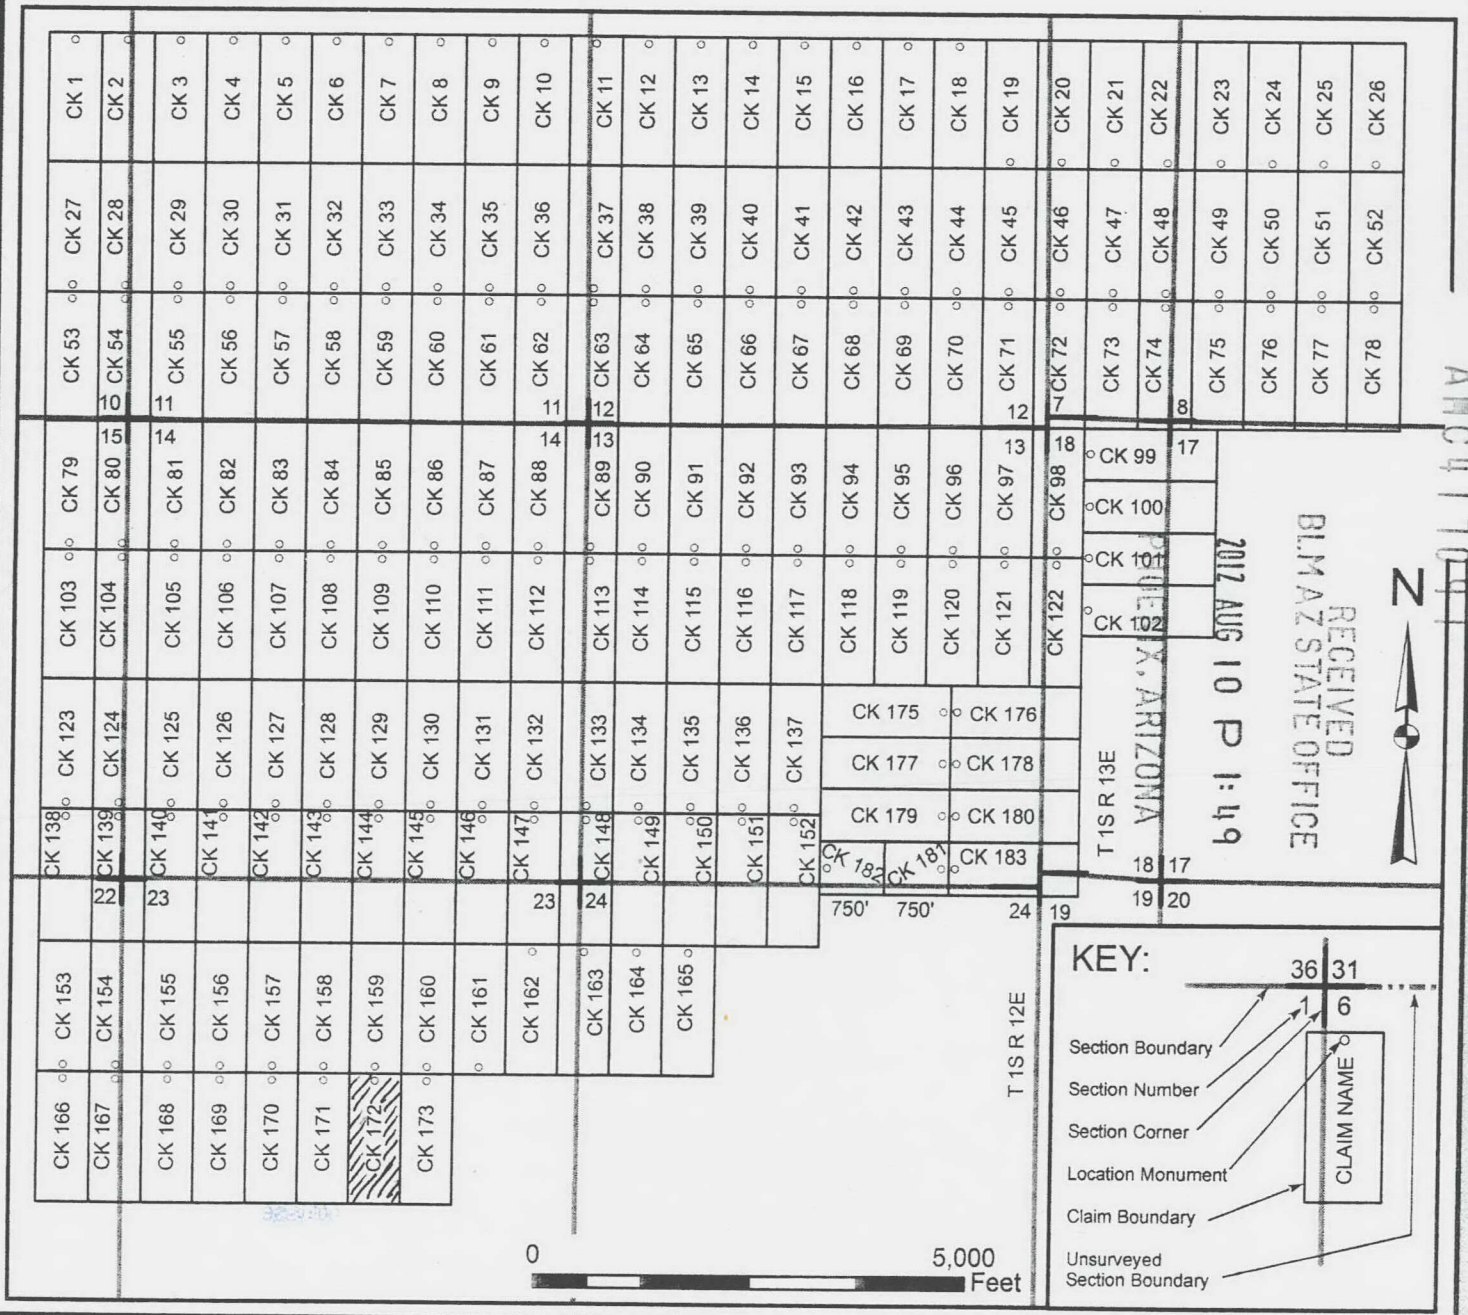 CK 1 CK 2 CK 3 CK 4 CK 5 CK 6 CK 7 CK 8 CK 9 CK 10 CK 11 CK 12 CK 13 CK 14 CK 15 CK 16 CK 17 CK 18 CK 19 CK 20 CK 21 CK 22 CK 23 CK 24 CK 25 CK 26
CK 27 CK 28 CK 29 CK 30 CK 31 CK 32 CK 33 CK 34 CK 35 CK 36 CK 37 CK 38 CK 39 CK 40 CK 41 CK 42 CK 43 CK 44 CK 45 CK 46 CK 47 CK 48 CK 49 CK 50 CK 51 CK 52
CK 53 CK 54 CK 55 CK 56 CK 57 CK 58 CK 59 CK 60 CK 61 CK 62 CK 63 CK 64 CK 65 CK 66 CK 67 CK 68 CK 69 CK 70 CK 71 CK 72 CK 73 CK 74 CK 75 CK 76 CK 77 CK 78
10 11 11 12 12 7 8
15 14 14 13 13 18 17
CK 79 CK 80 CK 81 CK 82 CK 83 CK 84 CK 85 CK 86 CK 87 CK 88 CK 89 CK 90 CK 91 CK 92 CK 93 CK 94 CK 95 CK 96 CK 97 CK 98
CK 99
CK 100
CK 101
CK 102
CK 103 CK 104 CK 105 CK 106 CK 107 CK 108 CK 109 CK 110 CK 111 CK 112 CK 113 CK 114 CK 115 CK 116 CK 117 CK 118 CK 119 CK 120 CK 121 CK 122
CK 123 CK 124 CK 125 CK 126 CK 127 CK 128 CK 129 CK 130 CK 131 CK 132 CK 133 CK 134 CK 135 CK 136 CK 137
CK 175 CK 176
CK 177 CK 178
CK 179 CK 180
CK 182 CK 181 CK 183
CK 138 CK 139 CK 140 CK 141 CK 142 CK 143 CK 144 CK 145 CK 146 CK 147 CK 148 CK 149 CK 150 CK 151 CK 152
18 17
22 23 23 24 750' 750' 24 19 19 20
CK 153 CK 154 CK 155 CK 156 CK 157 CK 158 CK 159 CK 160 CK 161 CK 162 CK 163 CK 164 CK 165
CK 166 CK 167 CK 168 CK 169 CK 170 CK 171 CK 172 CK 173
T 1S R 13E
T 1S R 12E
RECEIVED
BLM AZ STATE OFFICE
2012 AUG 10 P 1:49
PHOENIX, ARIZONA
N
KEY:
36 31
1 6
Section Boundary
Section Number
Section Corner
Location Monument
Claim Boundary
Unsurveyed
Section Boundary
CLAIM NAME
0 5,000
Feet